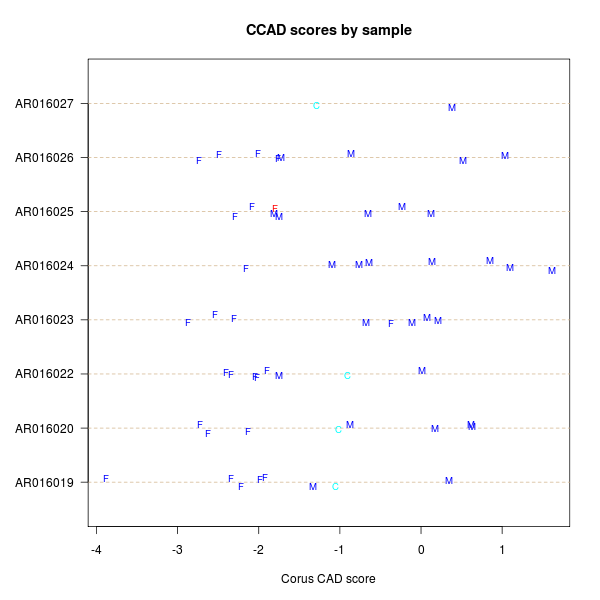 CCAD scores by sample
AR016027 C M
AR016026 F F F F M M M M
AR016025 F F M F M M M M
AR016024 F M M M M M M M
AR016023 F F F M F M M M
AR016022 F F F F F M C M
AR016020 F F F C M M M M
AR016019 F F F F F M C M
-4 -3 -2 -1 0 1
Corus CAD score